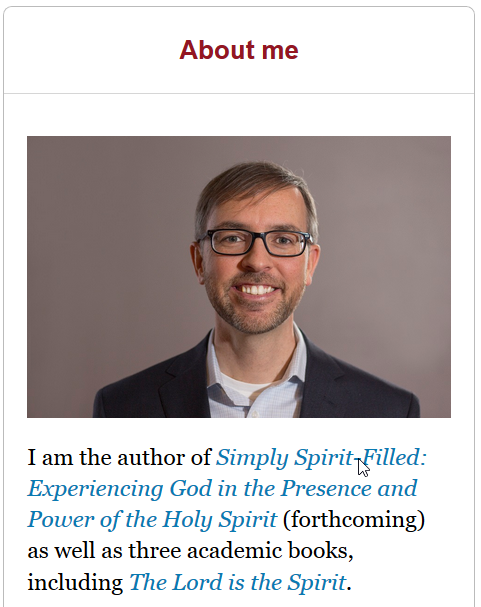 About me
I am the author of Simply Spirit-Filled:
Experiencing God in the Presence and
Power of the Holy Spirit (forthcoming)
as well as three academic books,
including The Lord is the Spirit.